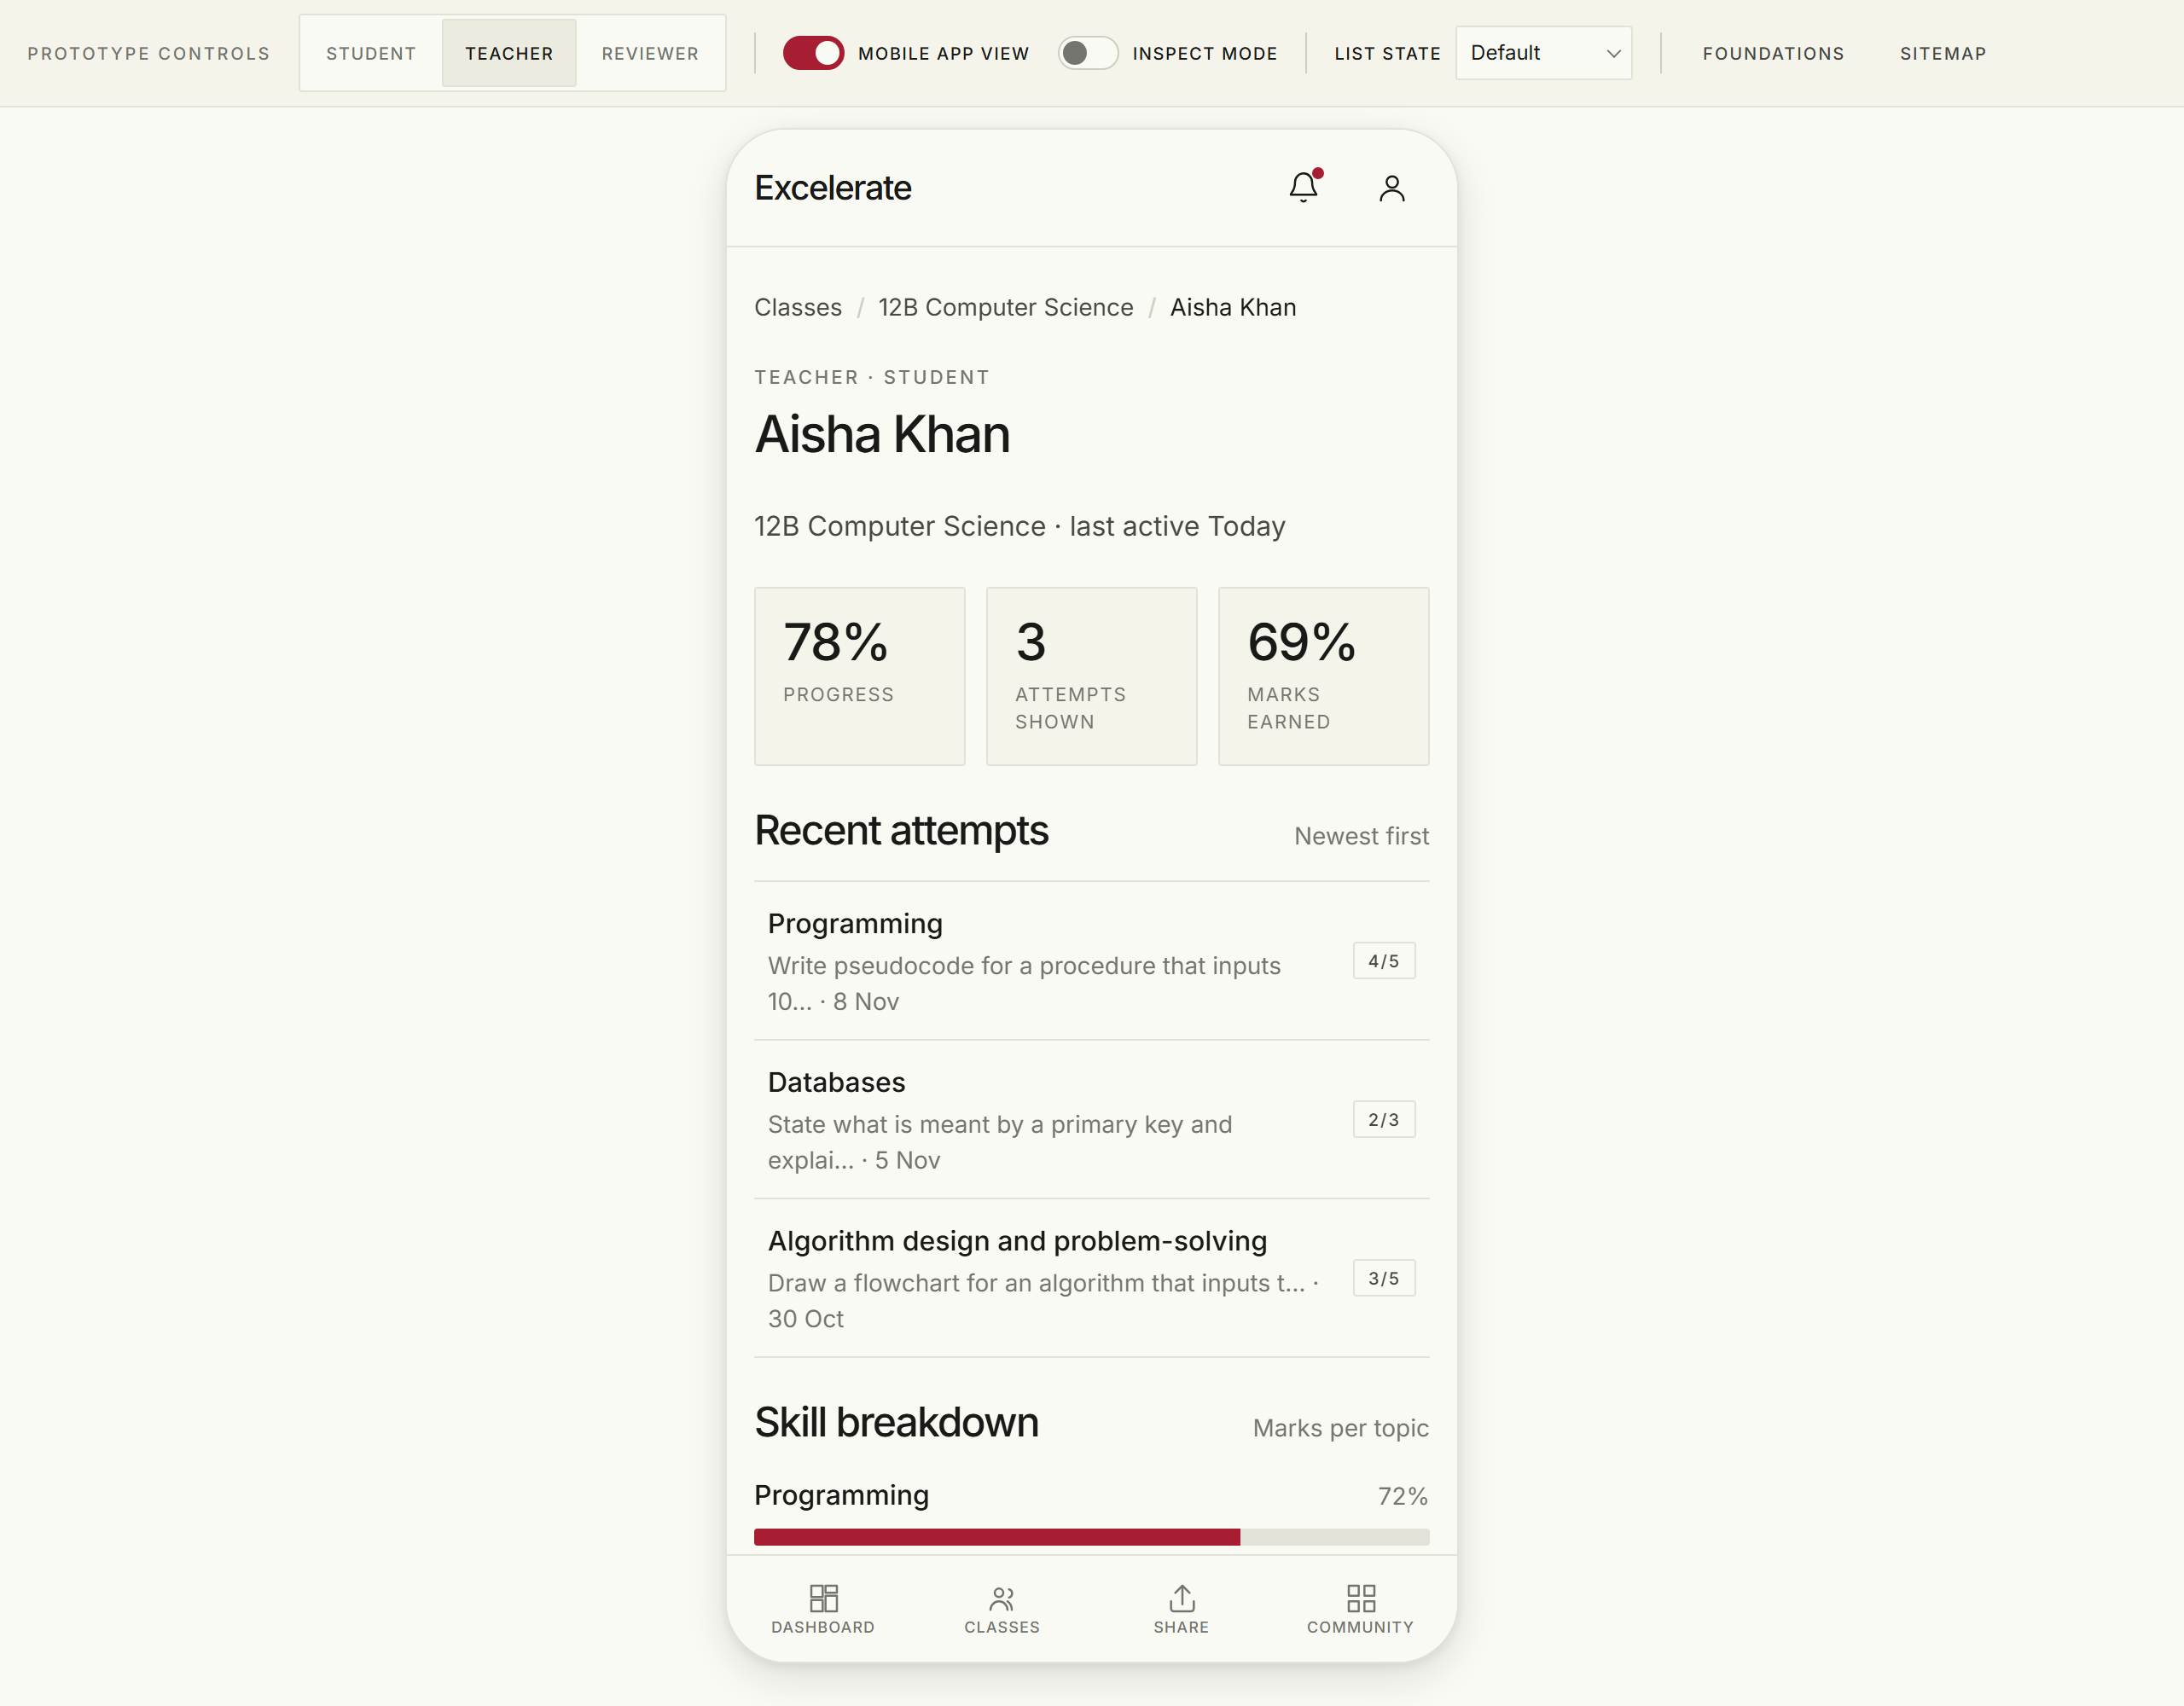 PROTOTYPE CONTROLS STUDENT TEACHER REVIEWER MOBILE APP VIEW INSPECT MODE LIST STATE Default FOUNDATIONS SITEMAP
Excelerate
Classes / 12B Computer Science / Aisha Khan
TEACHER · STUDENT
Aisha Khan
12B Computer Science · last active Today
78%
PROGRESS
3
ATTEMPTS
SHOWN
69%
MARKS
EARNED
Recent attempts Newest first
Programming
Write pseudocode for a procedure that inputs
10... · 8 Nov
4/5
Databases
State what is meant by a primary key and
explai... · 5 Nov
2/3
Algorithm design and problem-solving
Draw a flowchart for an algorithm that inputs t... ·
30 Oct
3/5
Skill breakdown Marks per topic
Programming 72%
DASHBOARD CLASSES SHARE COMMUNITY